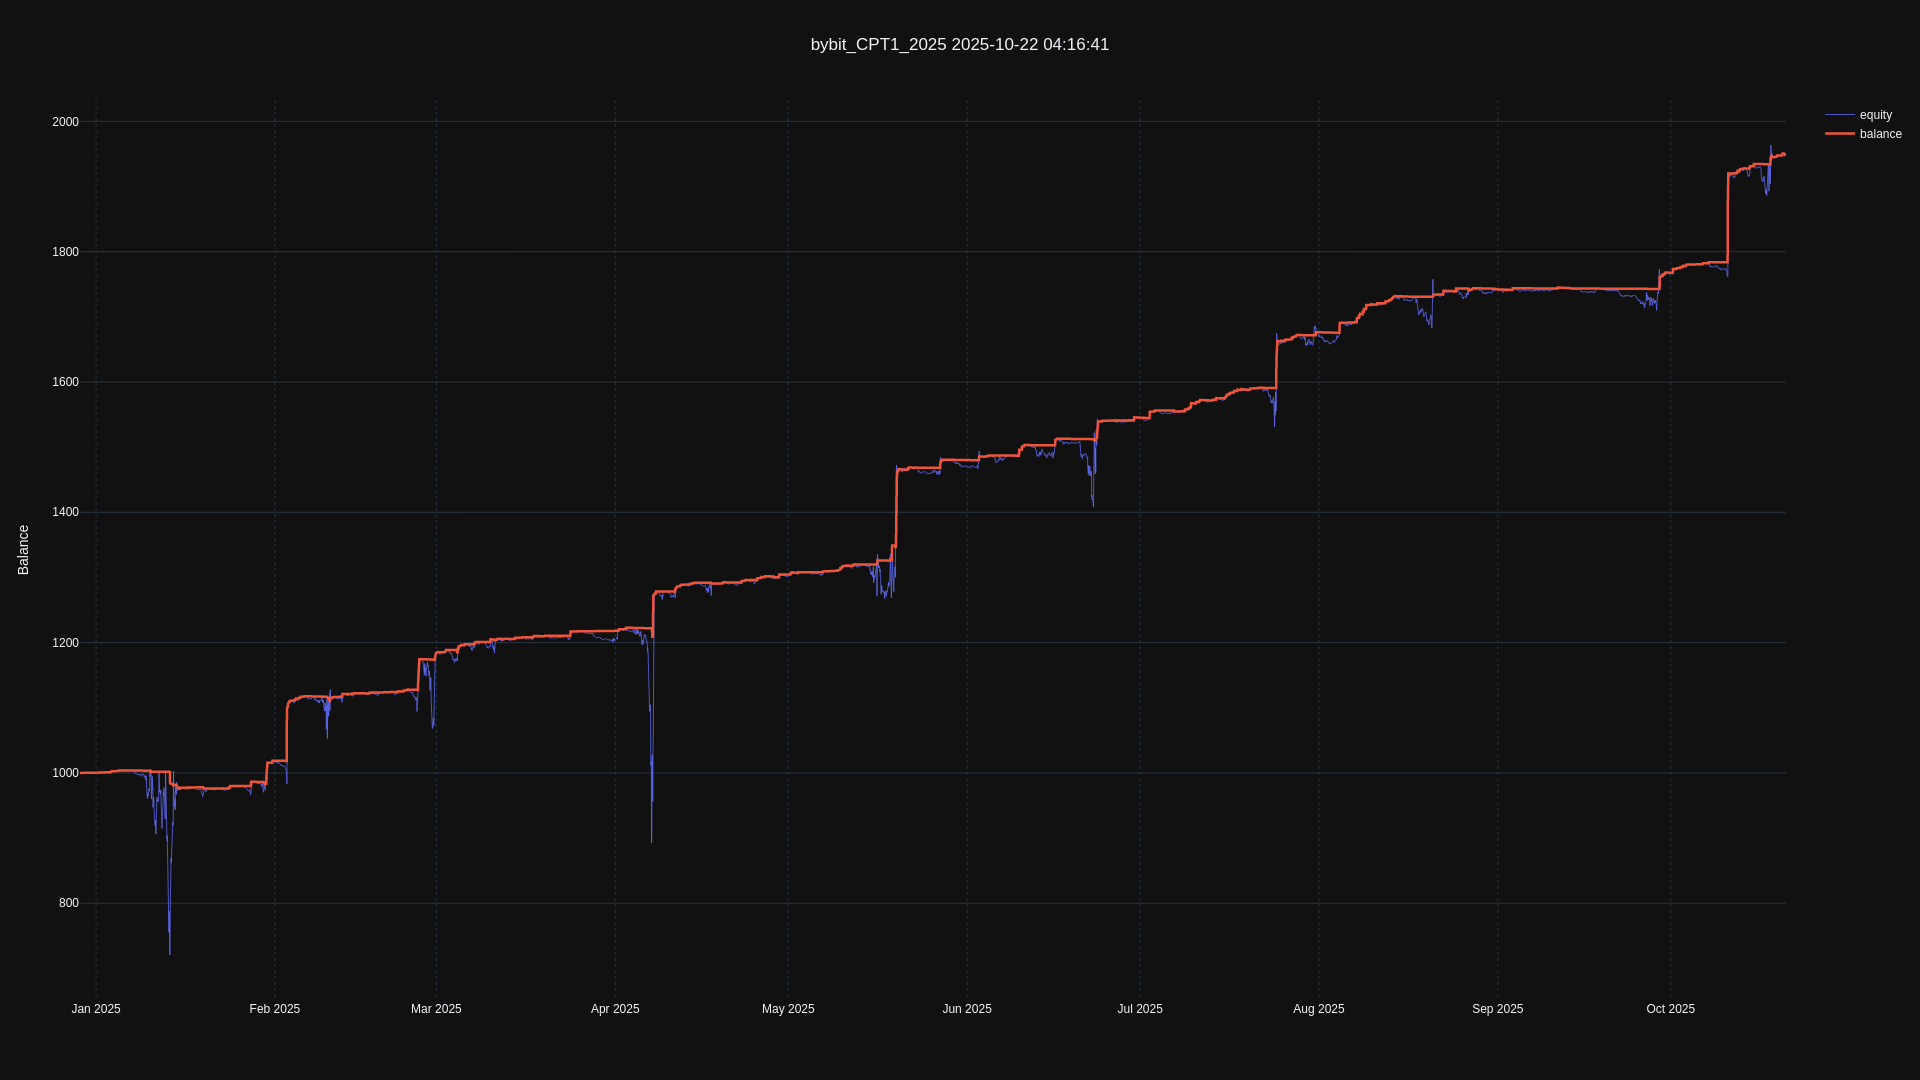 bybit_CPT1_2025 2025-10-22 04:16:41
equity
balance
Balance
2000
1800
1600
1400
1200
1000
800
Jan 2025
Feb 2025
Mar 2025
Apr 2025
May 2025
Jun 2025
Jul 2025
Aug 2025
Sep 2025
Oct 2025